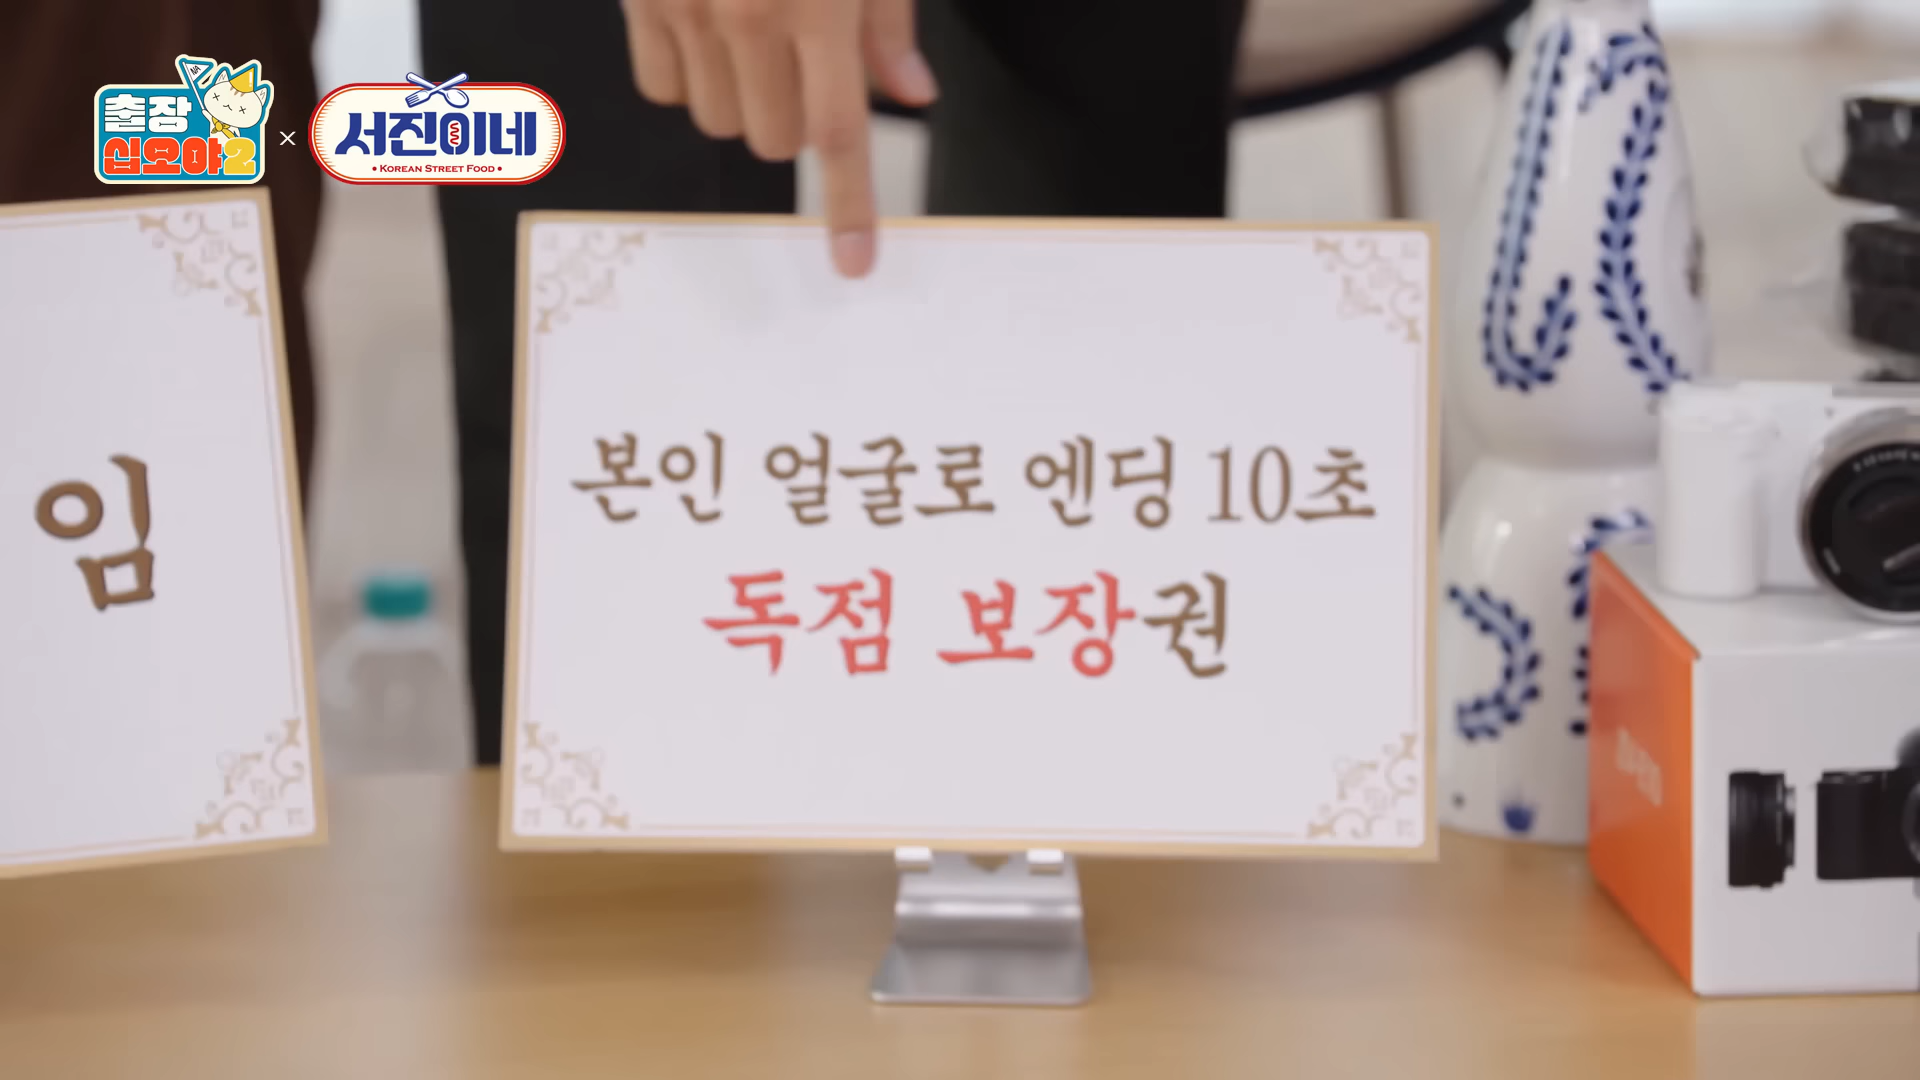 출장
십오야2
×
서진이네
• KOREAN STREET FOOD •
임
본인 얼굴로 엔딩 10초
독점 보장권